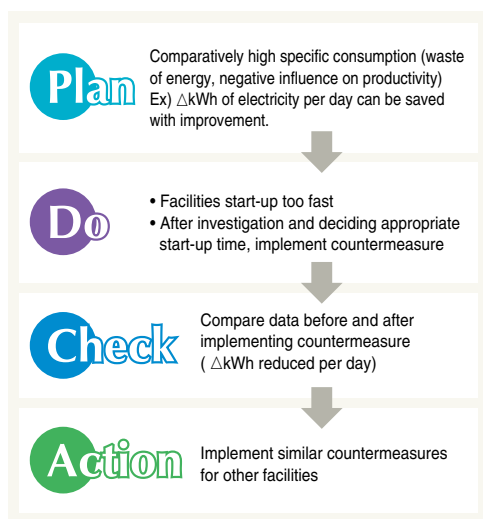 Plan
Comparatively high specific consumption (waste
of energy, negative influence on productivity)
Ex) △kWh of electricity per day can be saved
with improvement.
Do
• Facilities start-up too fast
• After investigation and deciding appropriate
start-up time, implement countermeasure
Check
Compare data before and after
implementing countermeasure
( △kWh reduced per day)
Action
Implement similar countermeasures
for other facilities